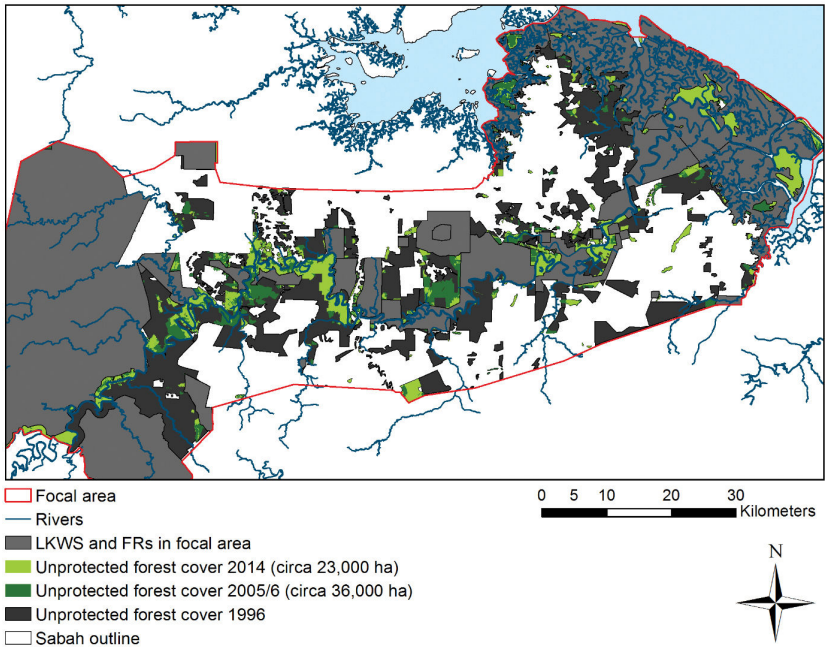 Focal area
Rivers
LKWS and FRs in focal area
Unprotected forest cover 2014 (circa 23,000 ha)
Unprotected forest cover 2005/6 (circa 36,000 ha)
Unprotected forest cover 1996
Sabah outline
0 5 10 20 30
Kilometers
N